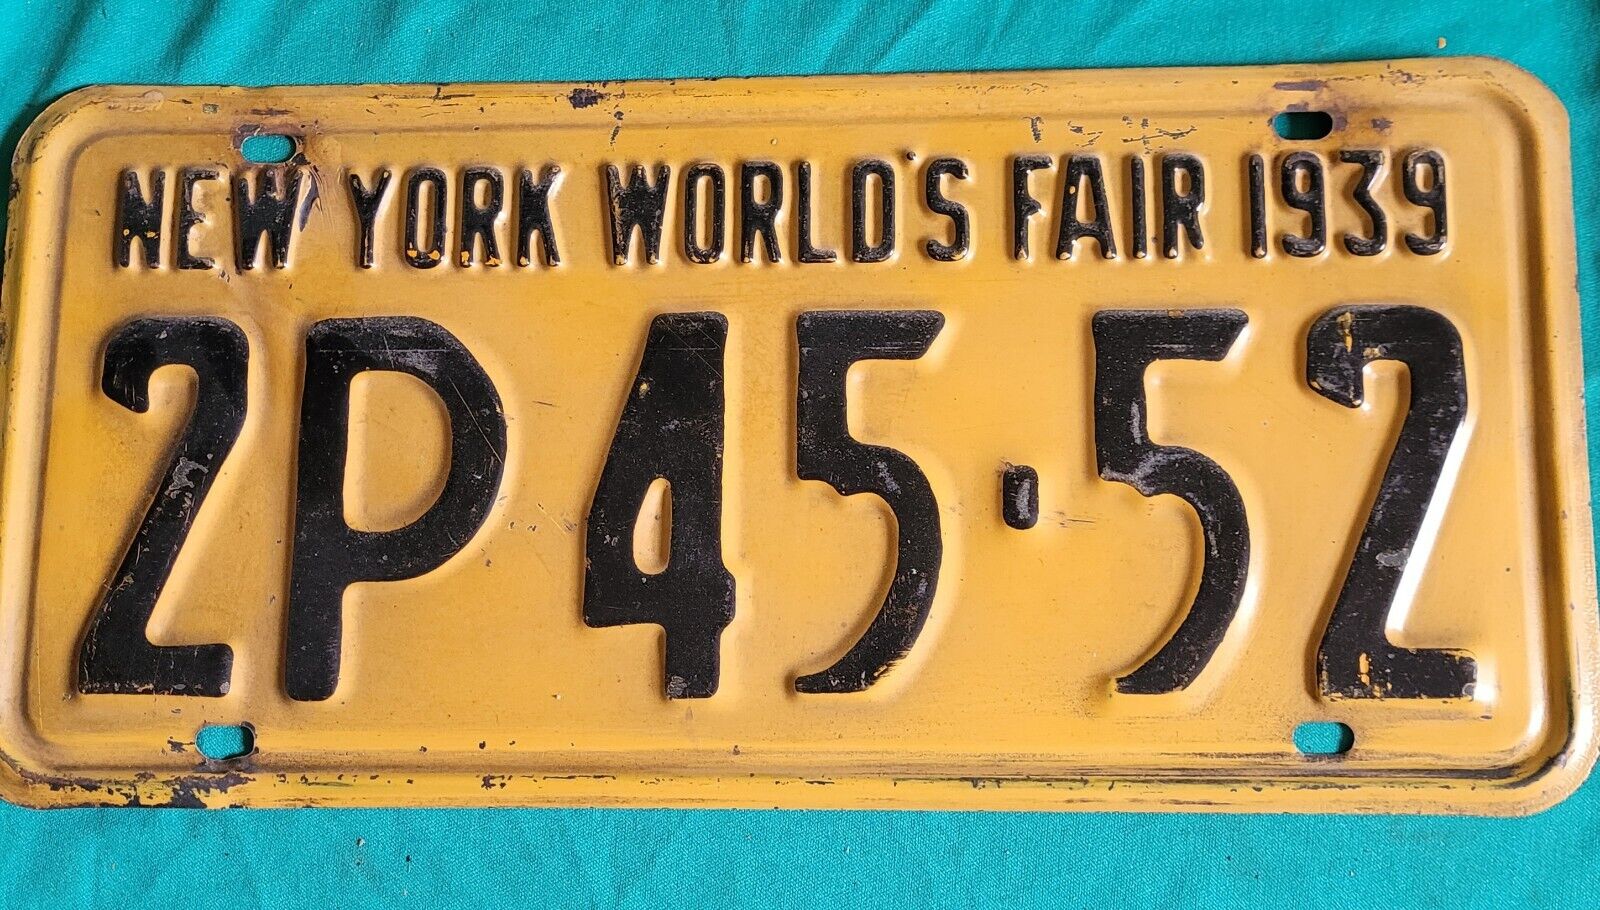 NEW YORK WORLD'S FAIR 1939
2P 45·52